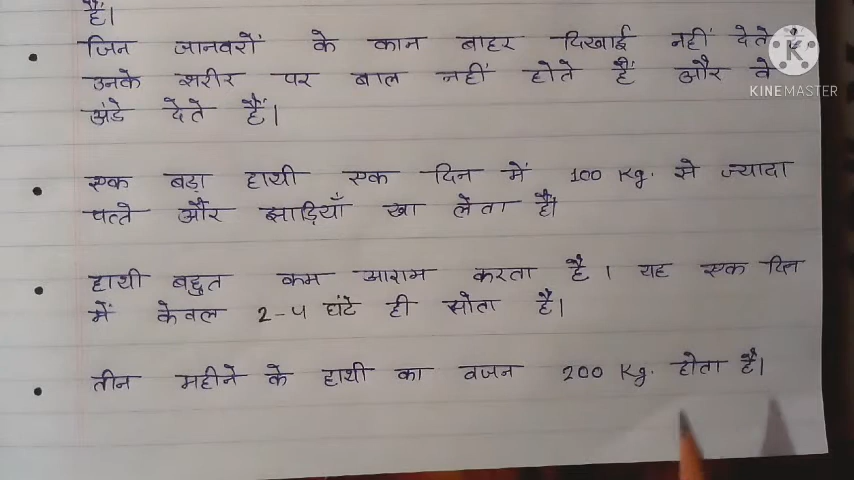 हैं।
जिन जानवरों के कान बाहर दिखाई नहीं देते हैं
उनके शरीर पर बाल नहीं होते हैं और वे
अंडे देते हैं।
एक बड़ा हाथी एक दिन में 100 Kg. से ज्यादा
पत्ते और झाड़ियाँ खा लेता है।
हाथी बहुत कम आराम करता है। यह एक दिन
में केवल 2-4 घंटे ही सोता है।
तीन महीने के हाथी का वजन 200 Kg. होता है।
K
KINEMASTER